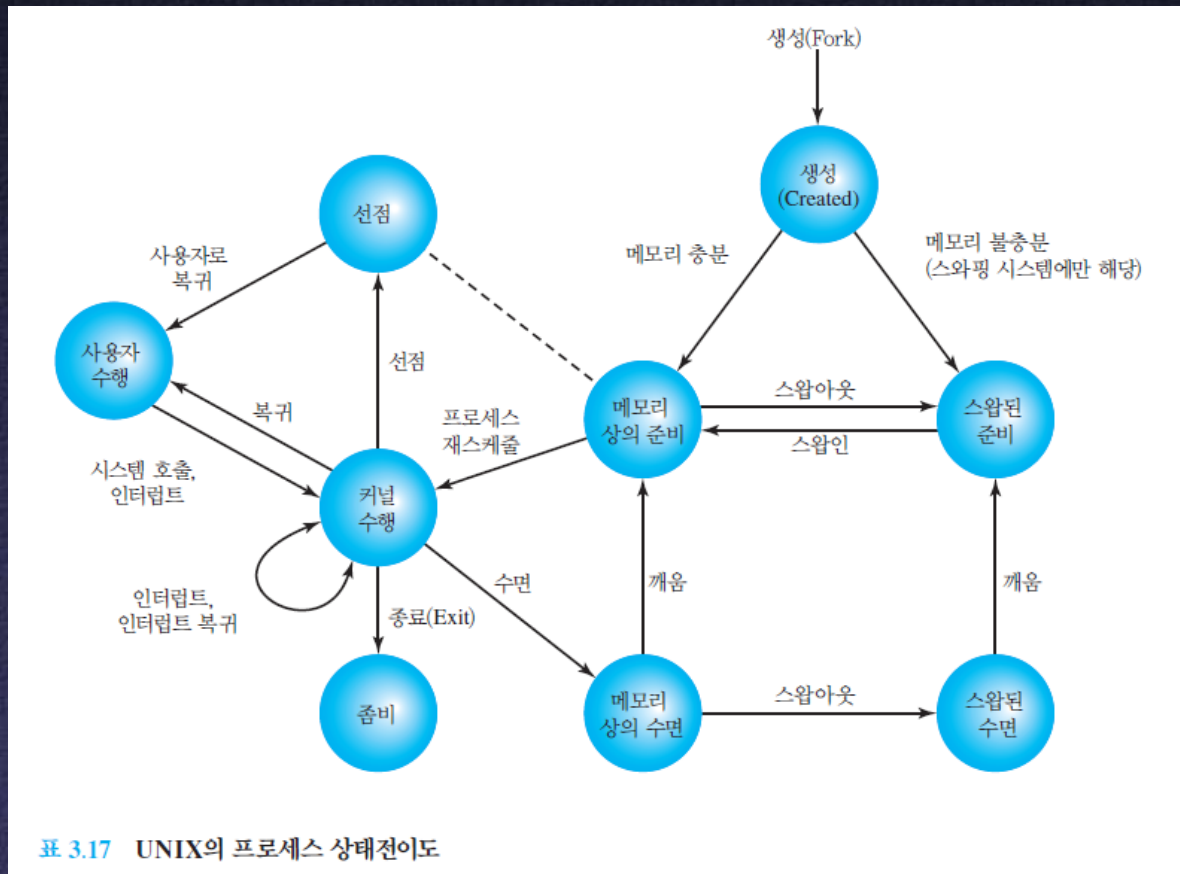 생성(Fork)
생성
(Created)
선점
메모리 충분
메모리 불충분
(스와핑 시스템에만 해당)
사용자로
복귀
사용자
수행
선점
복귀
프로세스
재스케줄
메모리
상의 준비
스왑아웃
스왑인
스왑된
준비
시스템 호출,
인터럽트
커널
수행
수면
깨움
깨움
인터럽트,
인터럽트 복귀
종료(Exit)
좀비
메모리
상의 수면
스왑아웃
스왑된
수면
표 3.17 UNIX의 프로세스 상태전이도